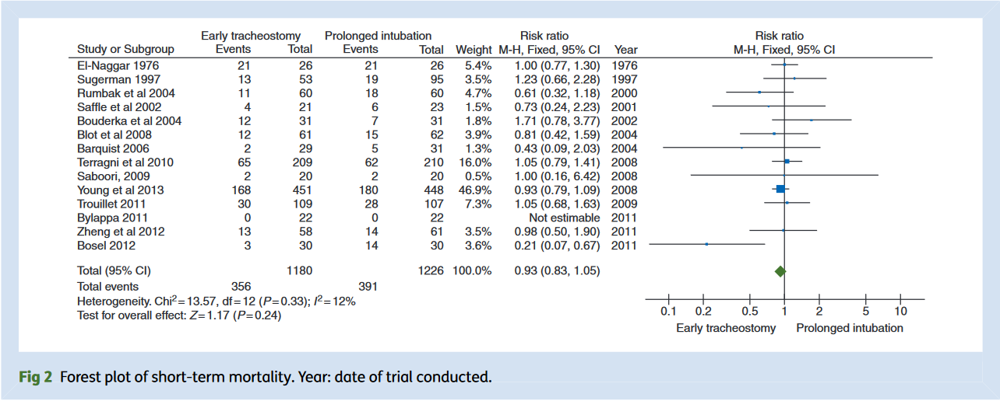 Early tracheostomy Prolonged intubation Risk ratio Risk ratio
Study or Subgroup Events Total Events Total Weight M-H, Fixed, 95% CI Year M-H, Fixed, 95% CI
El-Naggar 1976 21 26 21 26 5.4% 1.00 (0.77, 1.30) 1976
Sugerman 1997 13 53 19 95 3.5% 1.23 (0.66, 2.28) 1997
Rumbak et al 2004 11 60 18 60 4.7% 0.61 (0.32, 1.18) 2000
Saffle et al 2002 4 21 6 23 1.5% 0.73 (0.24, 2.23) 2001
Bouderka et al 2004 12 31 7 31 1.8% 1.71 (0.78, 3.77) 2002
Blot et al 2008 12 61 15 62 3.9% 0.81 (0.42, 1.59) 2004
Barquist 2006 2 29 5 31 1.3% 0.43 (0.09, 2.03) 2004
Terragni et al 2010 65 209 62 210 16.0% 1.05 (0.79, 1.41) 2008
Saboori, 2009 2 20 2 20 0.5% 1.00 (0.16, 6.42) 2008
Young et al 2013 168 451 180 448 46.9% 0.93 (0.79, 1.09) 2008
Trouillet 2011 30 109 28 107 7.3% 1.05 (0.68, 1.63) 2009
Bylappa 2011 0 22 0 22 Not estimable 2011
Zheng et al 2012 13 58 14 61 3.5% 0.98 (0.50, 1.90) 2011
Bosel 2012 3 30 14 30 3.6% 0.21 (0.07, 0.67) 2011
Total (95% CI) 1180 1226 100.0% 0.93 (0.83, 1.05)
Total events 356 391
Heterogeneity. Chi²=13.57, df=12 (P=0.33); I²=12%
Test for overall effect: Z=1.17 (P=0.24)
0.1 0.2 0.5 1 2 5 10
Early tracheostomy Prolonged intubation
Fig 2 Forest plot of short-term mortality. Year: date of trial conducted.